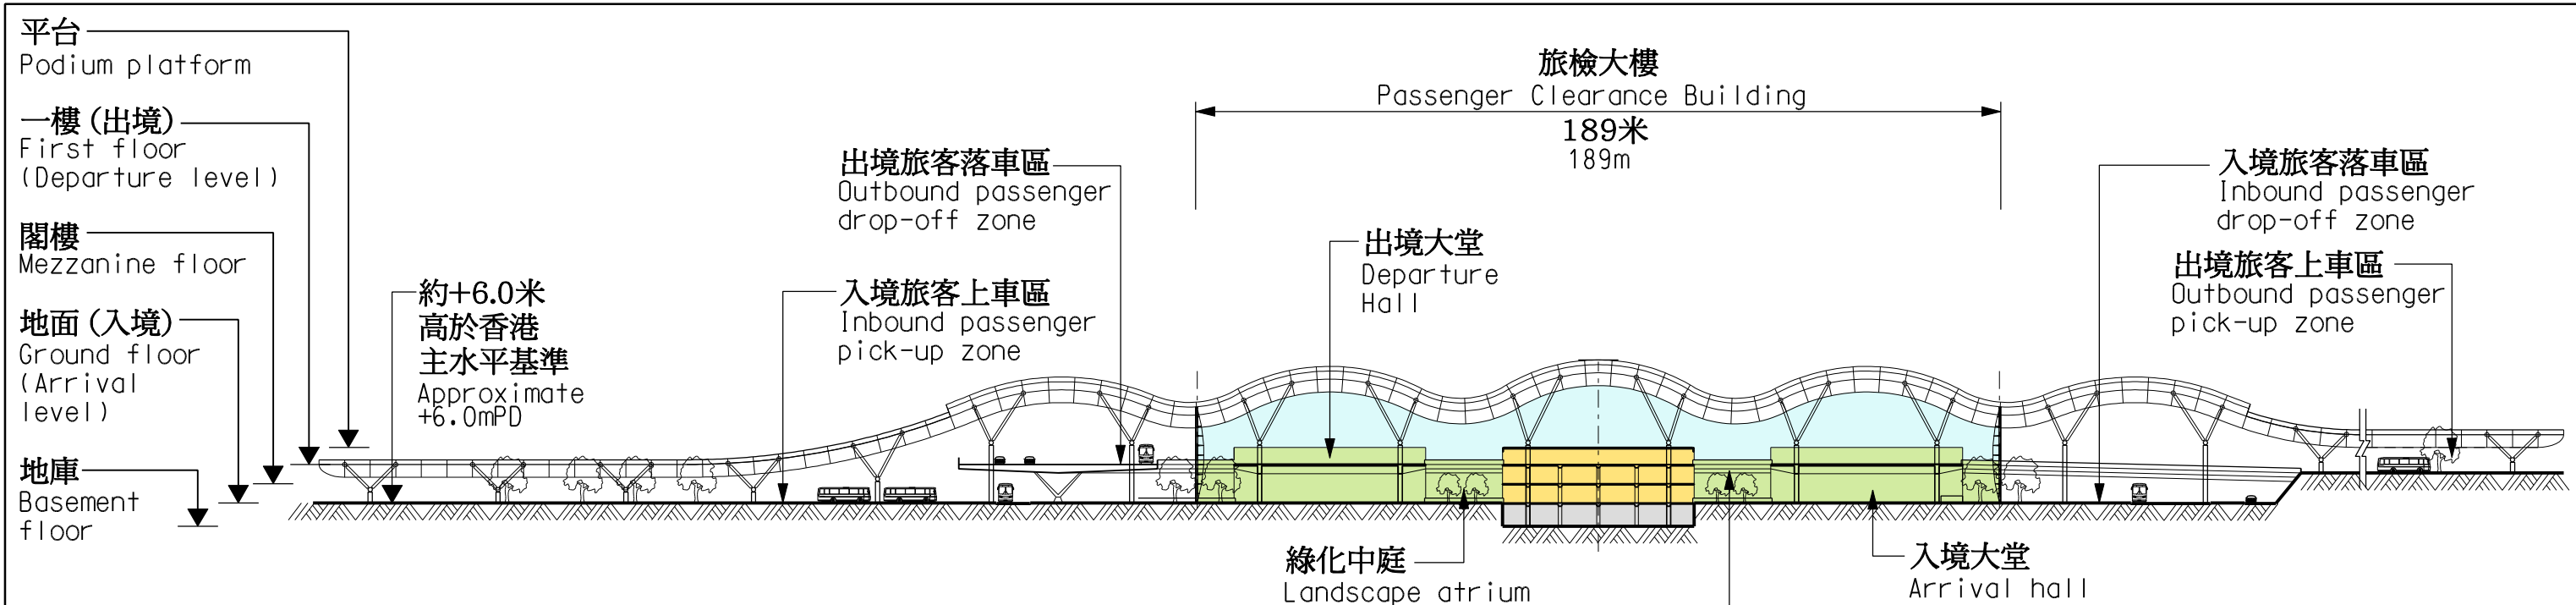 平台
Podium platform
一樓 (出境)
First floor
(Departure level)
閣樓
Mezzanine floor
地面 (入境)
Ground floor
(Arrival
level)
地庫
Basement
floor
約+6.0米
高於香港
主水平基準
Approximate
+6.0mPD
出境旅客落車區
Outbound passenger
drop-off zone
入境旅客上車區
Inbound passenger
pick-up zone
旅檢大樓
Passenger Clearance Building
189米
189m
出境大堂
Departure
Hall
入境旅客落車區
Inbound passenger
drop-off zone
出境旅客上車區
Outbound passenger
pick-up zone
綠化中庭
Landscape atrium
入境大堂
Arrival hall